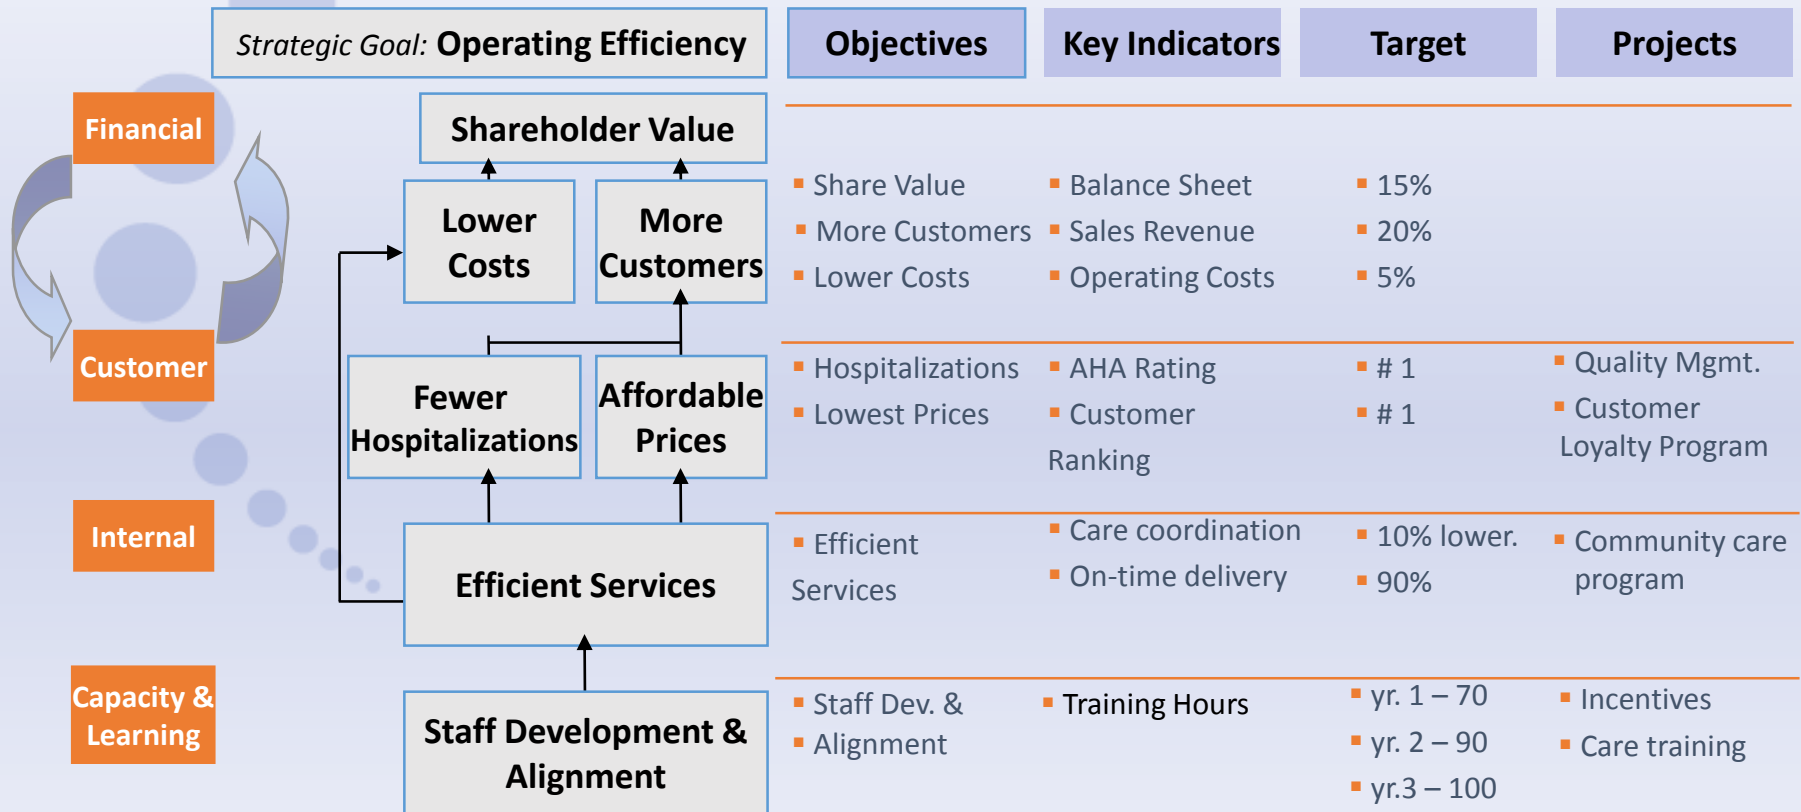 Strategic Goal: Operating Efficiency
Objectives
Key Indicators
Target
Projects
Financial
Shareholder Value
Lower
Costs
More
Customers
▪ Share Value
▪ More Customers
▪ Lower Costs
▪ Balance Sheet
▪ Sales Revenue
▪ Operating Costs
▪ 15%
▪ 20%
▪ 5%
Customer
Fewer
Hospitalizations
Affordable
Prices
▪ Hospitalizations
▪ Lowest Prices
▪ AHA Rating
▪ Customer
Ranking
▪ # 1
▪ # 1
▪ Quality Mgmt.
▪ Customer
Loyalty Program
Internal
Efficient Services
▪ Efficient
Services
▪ Care coordination
▪ On-time delivery
▪ 10% lower.
▪ 90%
▪ Community care
program
Capacity &
Learning
Staff Development &
Alignment
▪ Staff Dev. &
▪ Alignment
▪ Training Hours
▪ yr. 1 – 70
▪ yr. 2 – 90
▪ yr.3 – 100
▪ Incentives
▪ Care training